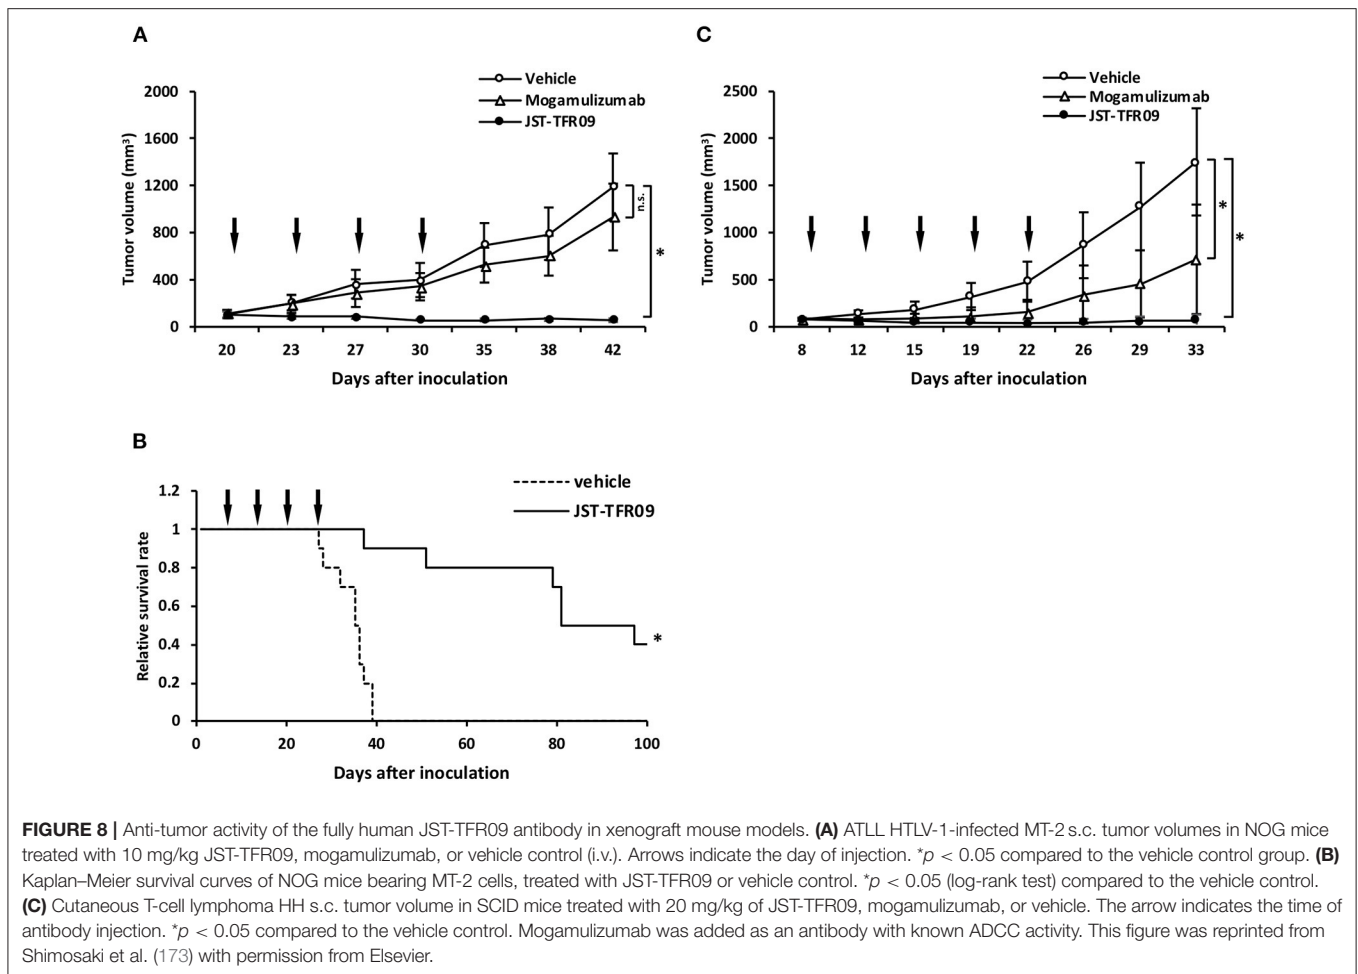 A
Vehicle
Mogamulizumab
JST-TFR09
2000
1600
1200
800
400
0
Tumor volume (mm³)
n.s.
*
20 23 27 30 35 38 42
Days after inoculation
C
Vehicle
Mogamulizumab
JST-TFR09
2500
2000
1500
1000
500
0
Tumor volume (mm³)
*
*
8 12 15 19 22 26 29 33
Days after inoculation
B
vehicle
JST-TFR09
1.2
1
0.8
0.6
0.4
0.2
0
Relative survival rate
*
0 20 40 60 80 100
Days after inoculation
FIGURE 8 | Anti-tumor activity of the fully human JST-TFR09 antibody in xenograft mouse models. (A) ATLL HTLV-1-infected MT-2 s.c. tumor volumes in NOG mice
treated with 10 mg/kg JST-TFR09, mogamulizumab, or vehicle control (i.v.). Arrows indicate the day of injection. *p < 0.05 compared to the vehicle control group. (B)
Kaplan–Meier survival curves of NOG mice bearing MT-2 cells, treated with JST-TFR09 or vehicle control. *p < 0.05 (log-rank test) compared to the vehicle control.
(C) Cutaneous T-cell lymphoma HH s.c. tumor volume in SCID mice treated with 20 mg/kg of JST-TFR09, mogamulizumab, or vehicle. The arrow indicates the time of
antibody injection. *p < 0.05 compared to the vehicle control. Mogamulizumab was added as an antibody with known ADCC activity. This figure was reprinted from
Shimosaki et al. (173) with permission from Elsevier.